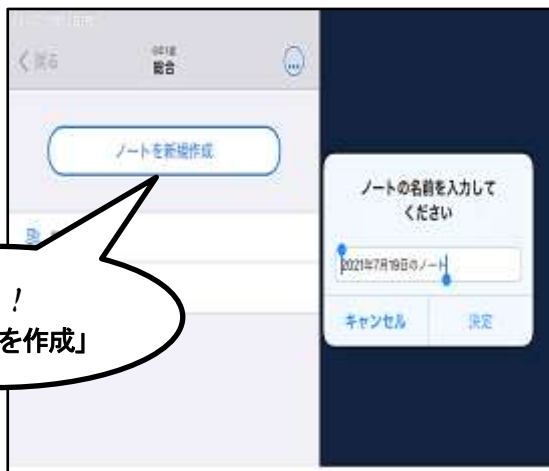 戻る
総合
ノートを新規作成
!
を作成」
ノートの名前を入力して
ください
2021年7月19日のノート
キャンセル
決定